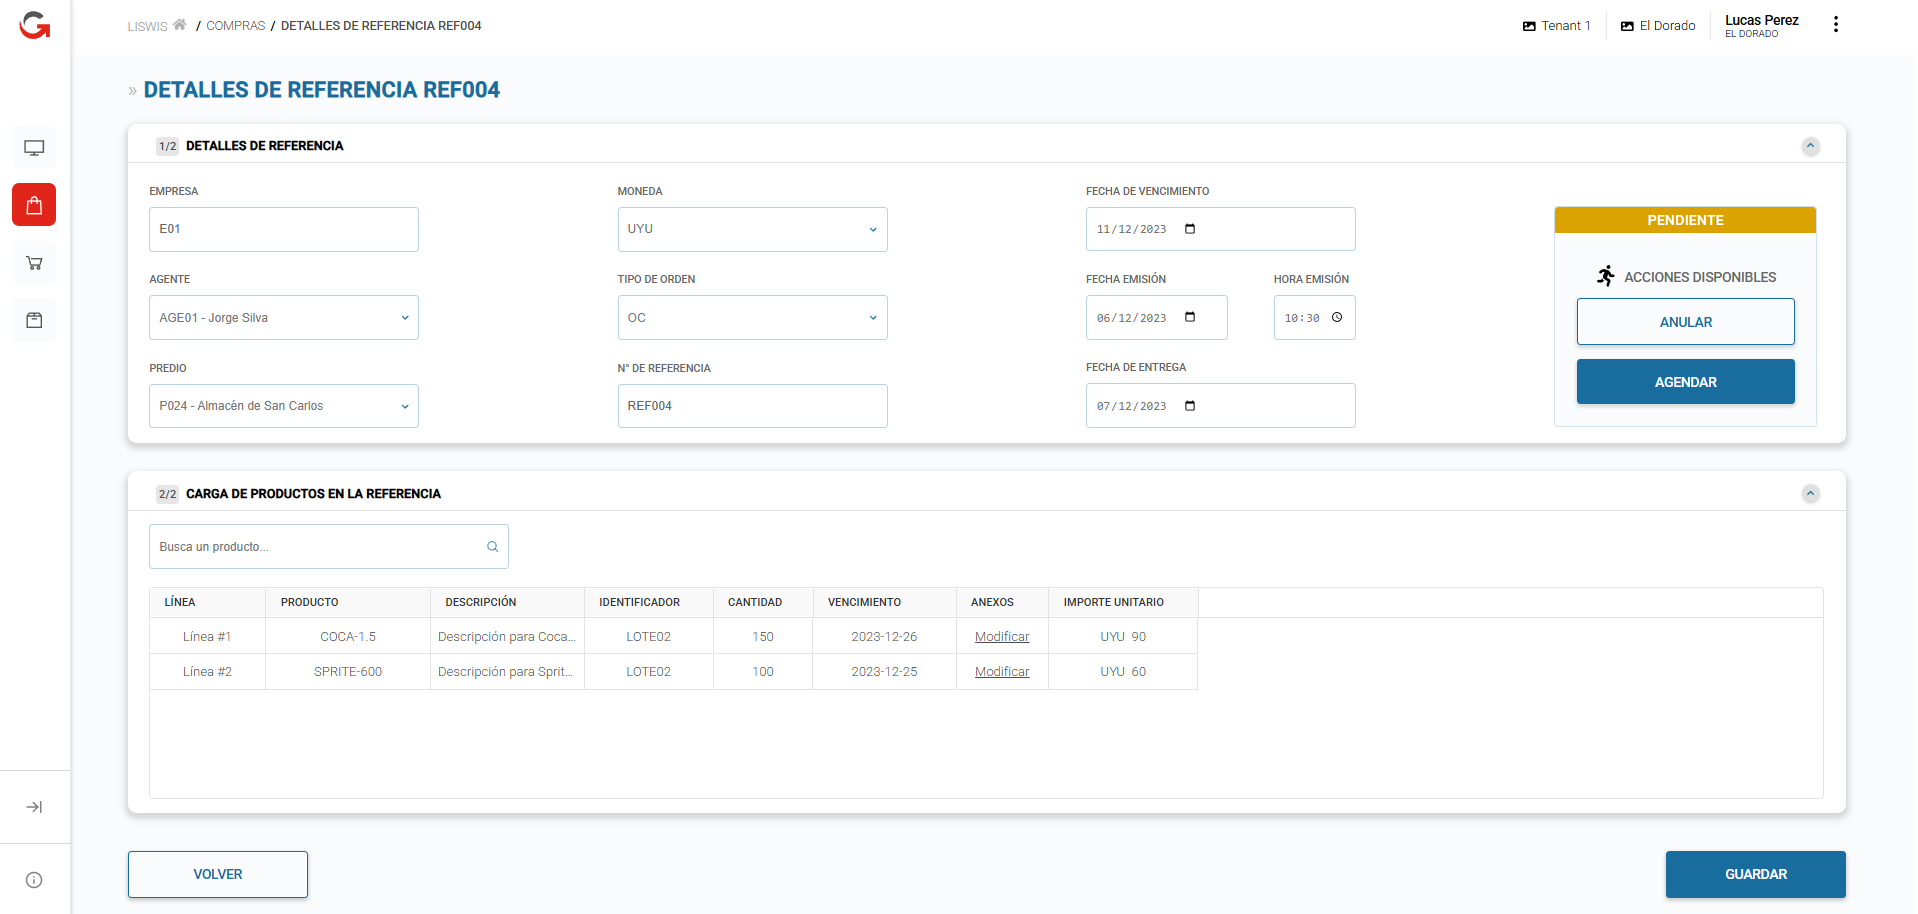 LISWIS / COMPRAS / DETALLES DE REFERENCIA REF004
Tenant 1
El Dorado
Lucas Perez
EL DORADO
» DETALLES DE REFERENCIA REF004
1/2 DETALLES DE REFERENCIA
EMPRESA
E01
MONEDA
UYU
FECHA DE VENCIMIENTO
11/12/2023
AGENTE
AGE01 - Jorge Silva
TIPO DE ORDEN
OC
FECHA EMISIÓN
06/12/2023
HORA EMISIÓN
10:30
PREDIO
P024 - Almacén de San Carlos
N° DE REFERENCIA
REF004
FECHA DE ENTREGA
07/12/2023
PENDIENTE
ACCIONES DISPONIBLES
ANULAR
AGENDAR
2/2 CARGA DE PRODUCTOS EN LA REFERENCIA
Busca un producto...
LÍNEA PRODUCTO DESCRIPCIÓN IDENTIFICADOR CANTIDAD VENCIMIENTO ANEXOS IMPORTE UNITARIO
Línea #1 COCA-1.5 Descripción para Coca... LOTE02 150 2023-12-26 Modificar UYU 90
Línea #2 SPRITE-600 Descripción para Sprit... LOTE02 100 2023-12-25 Modificar UYU 60
VOLVER
GUARDAR